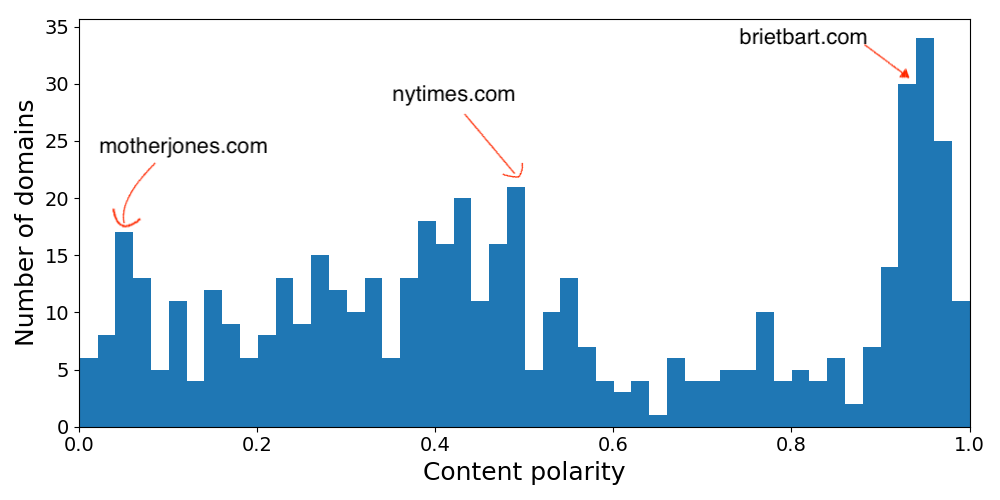 35
brietbart.com
30
nytimes.com
25
motherjones.com
20
15
10
5
0
Number of domains
0.0 0.2 0.4 0.6 0.8 1.0
Content polarity